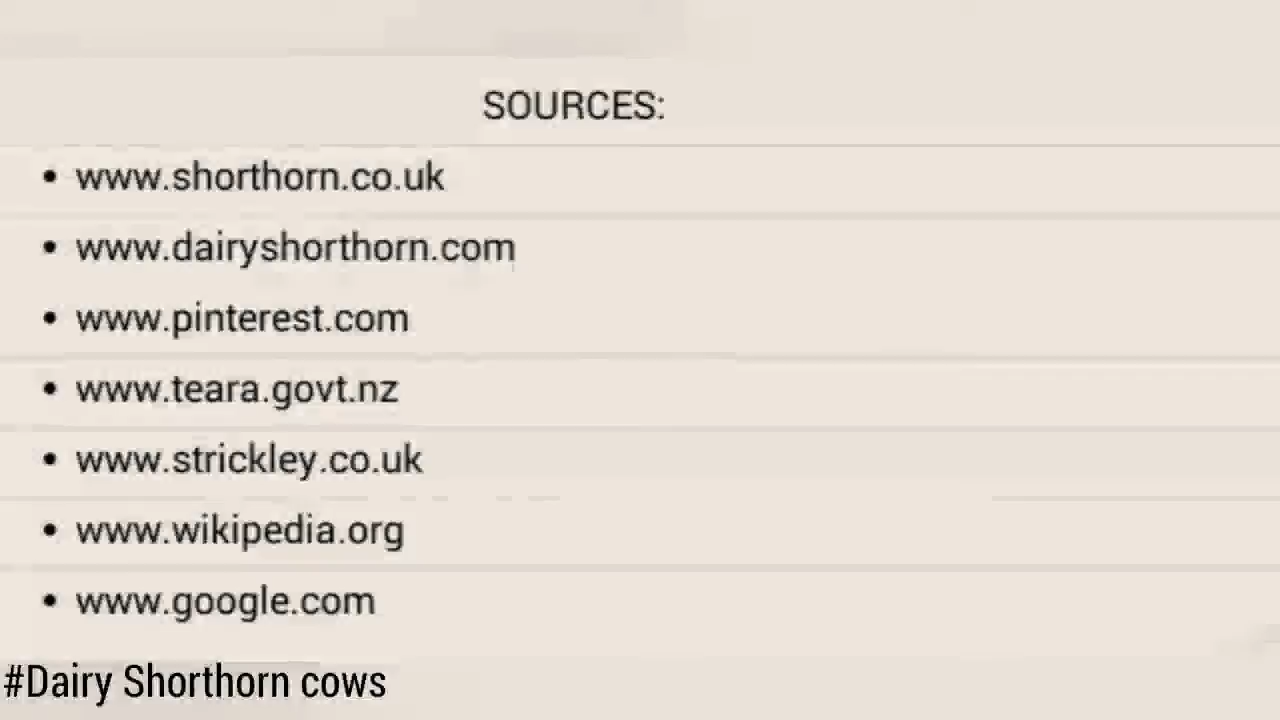 SOURCES:
• www.shorthorn.co.uk
• www.dairyshorthorn.com
• www.pinterest.com
• www.teara.govt.nz
• www.strickley.co.uk
• www.wikipedia.org
• www.google.com
#Dairy Shorthorn cows